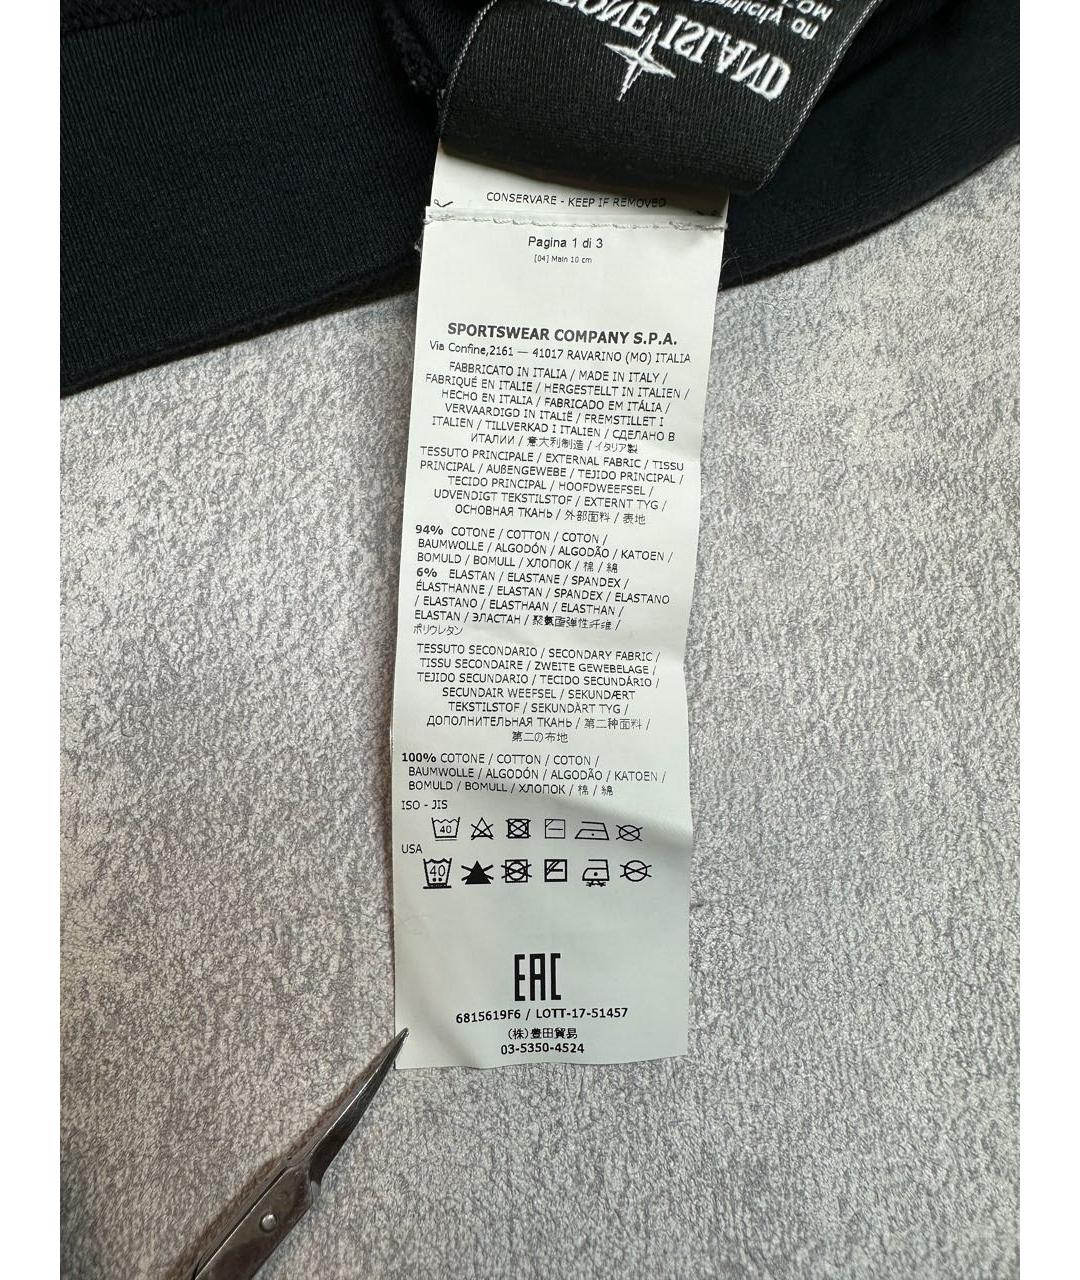 STONE ISLAND
CONSERVARE - KEEP IF REMOVED
Pagina 1 di 3
[04] Main 10 cm
SPORTSWEAR COMPANY S.P.A.
Via Confine,2161 — 41017 RAVARINO (MO) ITALIA
FABBRICATO IN ITALIA / MADE IN ITALY /
FABRIQUÉ EN ITALIE / HERGESTELLT IN ITALIEN /
HECHO EN ITALIA / FABRICADO EM ITÁLIA /
VERVAARDIGD IN ITALIË / FREMSTILLET I
ITALIEN / TILLVERKAD I ITALIEN / СДЕЛАНО В
ИТАЛИИ / 意大利制造 / イタリア製
TESSUTO PRINCIPALE / EXTERNAL FABRIC / TISSU
PRINCIPAL / AUßENGEWEBE / TEJIDO PRINCIPAL /
TECIDO PRINCIPAL / HOOFDWEEFSEL /
UDVENDIGT TEKSTILSTOF / EXTERNT TYG /
ОСНОВНАЯ ТКАНЬ / 外部面料 / 表地
94% COTONE / COTTON / COTON /
BAUMWOLLE / ALGODÓN / ALGODÃO / KATOEN /
BOMULD / BOMULL / ХЛОПОК / 棉 / 綿
6% ELASTAN / ELASTANE / SPANDEX /
ÉLASTHANNE / ELASTAN / SPANDEX / ELASTANO
/ ELASTANO / ELASTHAAN / ELASTHAN /
ELASTAN / ЭЛАСТАН / 聚氨酯弹性纤维 /
ポリウレタン
TESSUTO SECONDARIO / SECONDARY FABRIC /
TISSU SECONDAIRE / ZWEITE GEWEBELAGE /
TEJIDO SECUNDARIO / TECIDO SECUNDÁRIO /
SECUNDAIR WEEFSEL / SEKUNDÆRT
TEKSTILSTOF / SEKUNDÄRT TYG /
ДОПОЛНИТЕЛЬНАЯ ТКАНЬ / 第二种面料 /
第二の布地
100% COTONE / COTTON / COTON /
BAUMWOLLE / ALGODÓN / ALGODÃO / KATOEN /
BOMULD / BOMULL / ХЛОПОК / 棉 / 綿
ISO - JIS
40
USA
40
EAC
6815619F6 / LOTT-17-51457
(株)豊田貿易
03-5350-4524